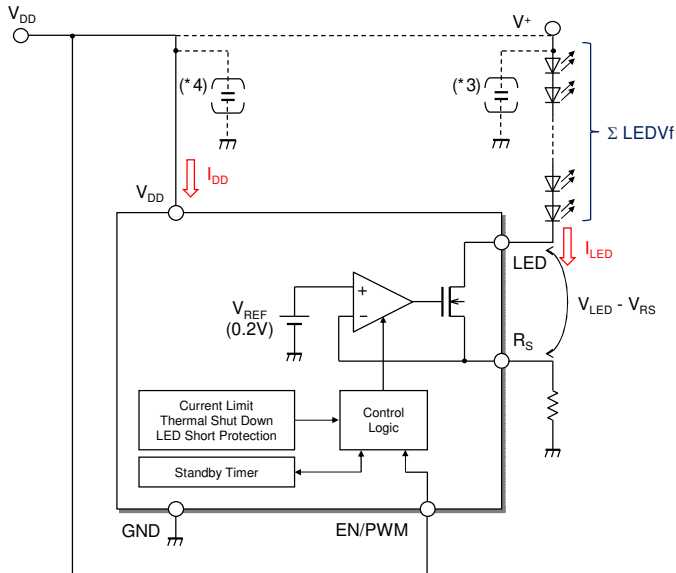 VDD
V+
(*4)
(*3)
Σ LEDVf
IDD
VDD
ILED
LED
VLED - VRS
VREF
(0.2V)
+
−
RS
Current Limit
Thermal Shut Down
LED Short Protection
Control
Logic
Standby Timer
GND
EN/PWM